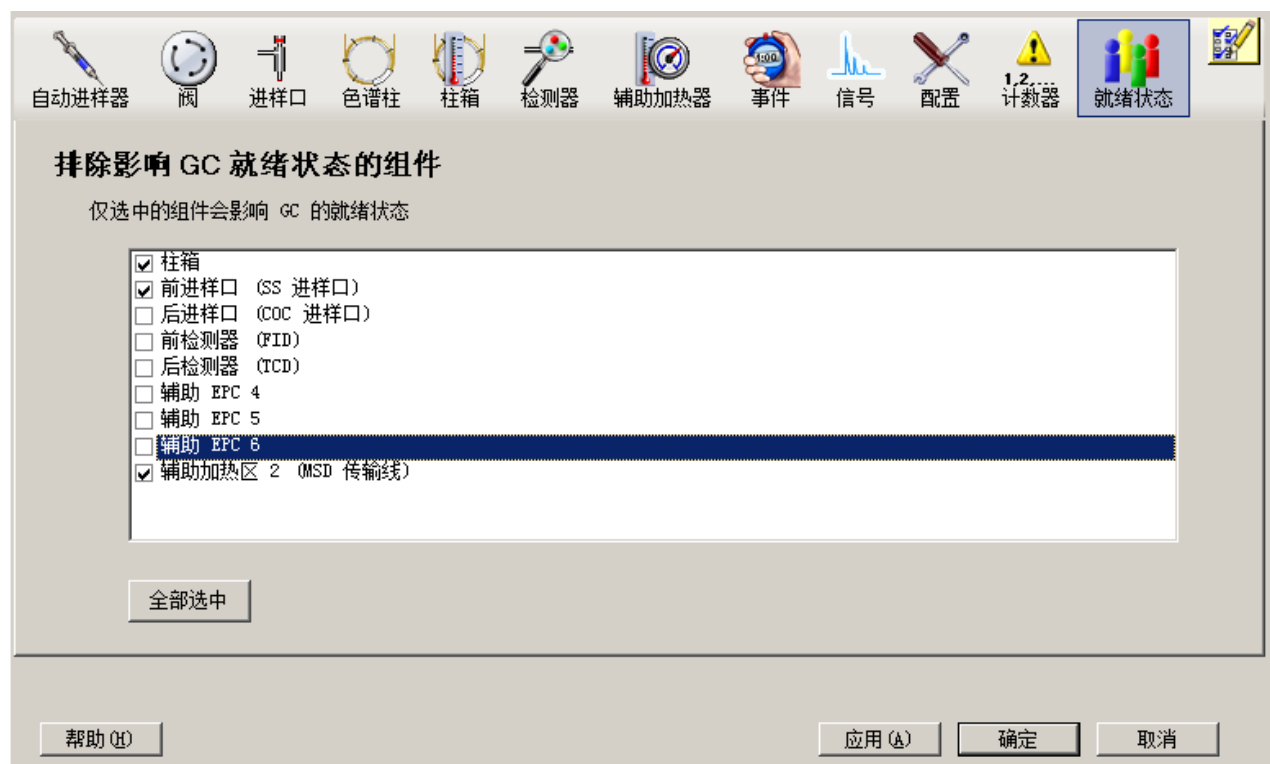 自动进样器 阀 进样口 色谱柱 柱箱 检测器 辅助加热器 1:00 事件 信号 配置 1,2,... 计数器 就绪状态
排除影响 GC 就绪状态的组件
仅选中的组件会影响 GC 的就绪状态
柱箱
前进样口 (SS 进样口)
后进样口 (COC 进样口)
前检测器 (FID)
后检测器 (TCD)
辅助 EPC 4
辅助 EPC 5
辅助 EPC 6
辅助加热区 2 (MSD 传输线)
全部选中
帮助(H) 应用(A) 确定 取消